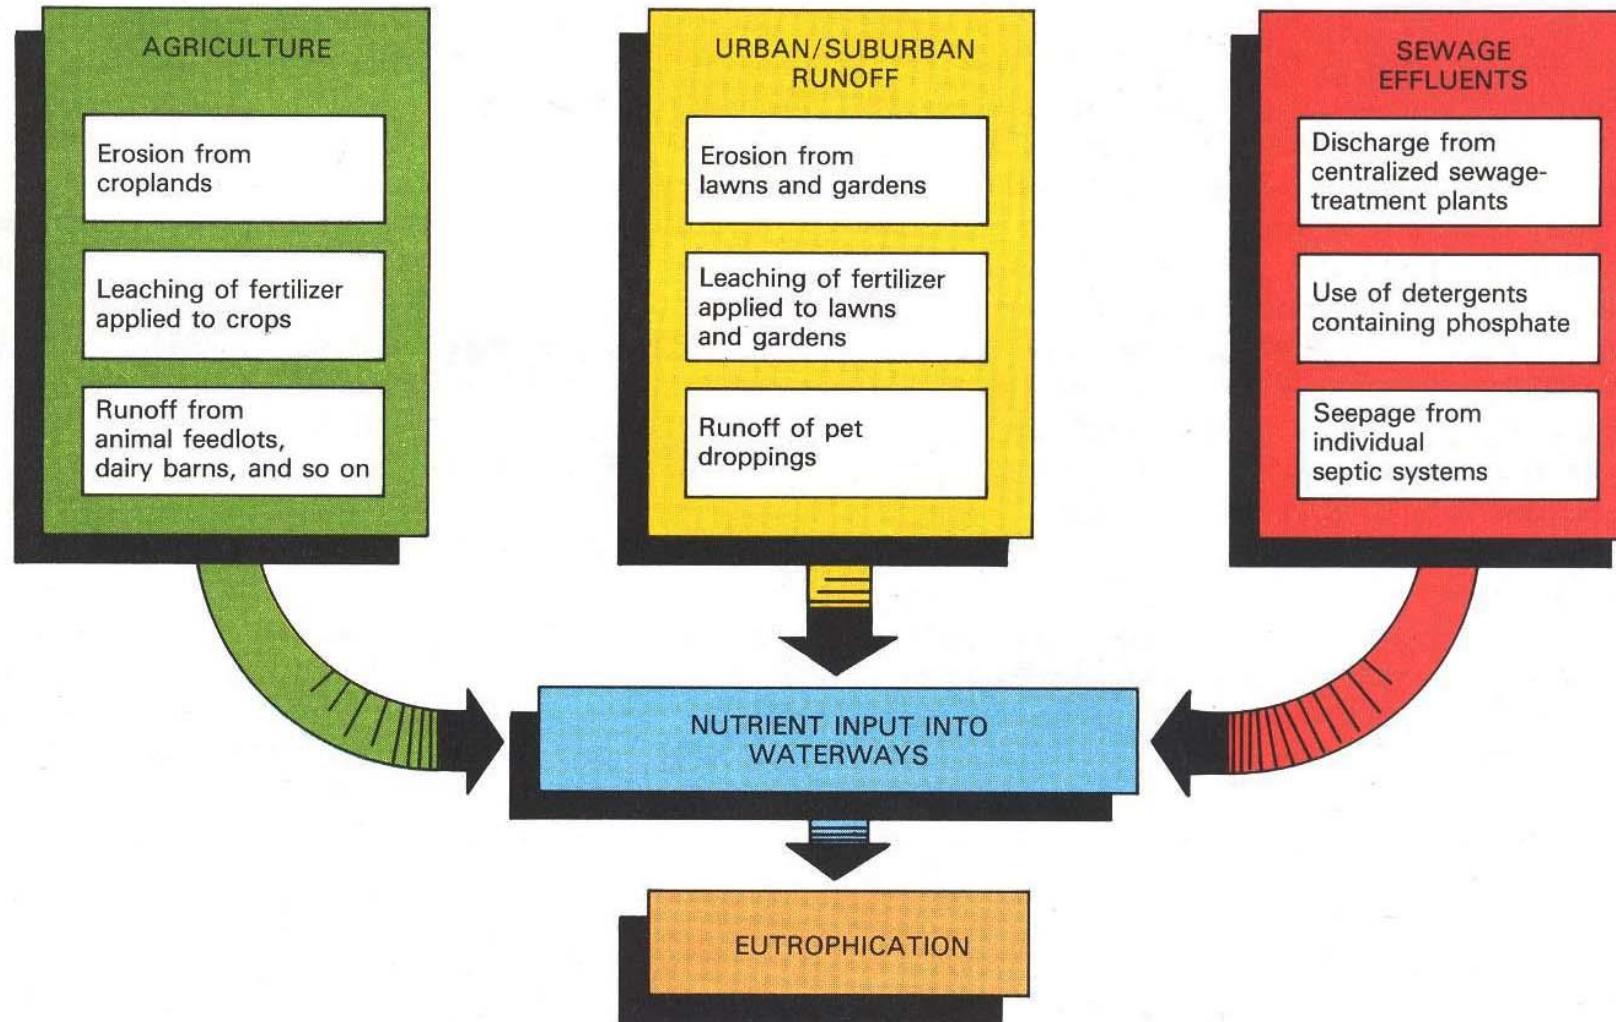 AGRICULTURE
Erosion from
croplands
Leaching of fertilizer
applied to crops
Runoff from
animal feedlots,
dairy barns, and so on
URBAN/SUBURBAN
RUNOFF
Erosion from
lawns and gardens
Leaching of fertilizer
applied to lawns
and gardens
Runoff of pet
droppings
SEWAGE
EFFLUENTS
Discharge from
centralized sewage-
treatment plants
Use of detergents
containing phosphate
Seepage from
individual
septic systems
NUTRIENT INPUT INTO
WATERWAYS
EUTROPHICATION